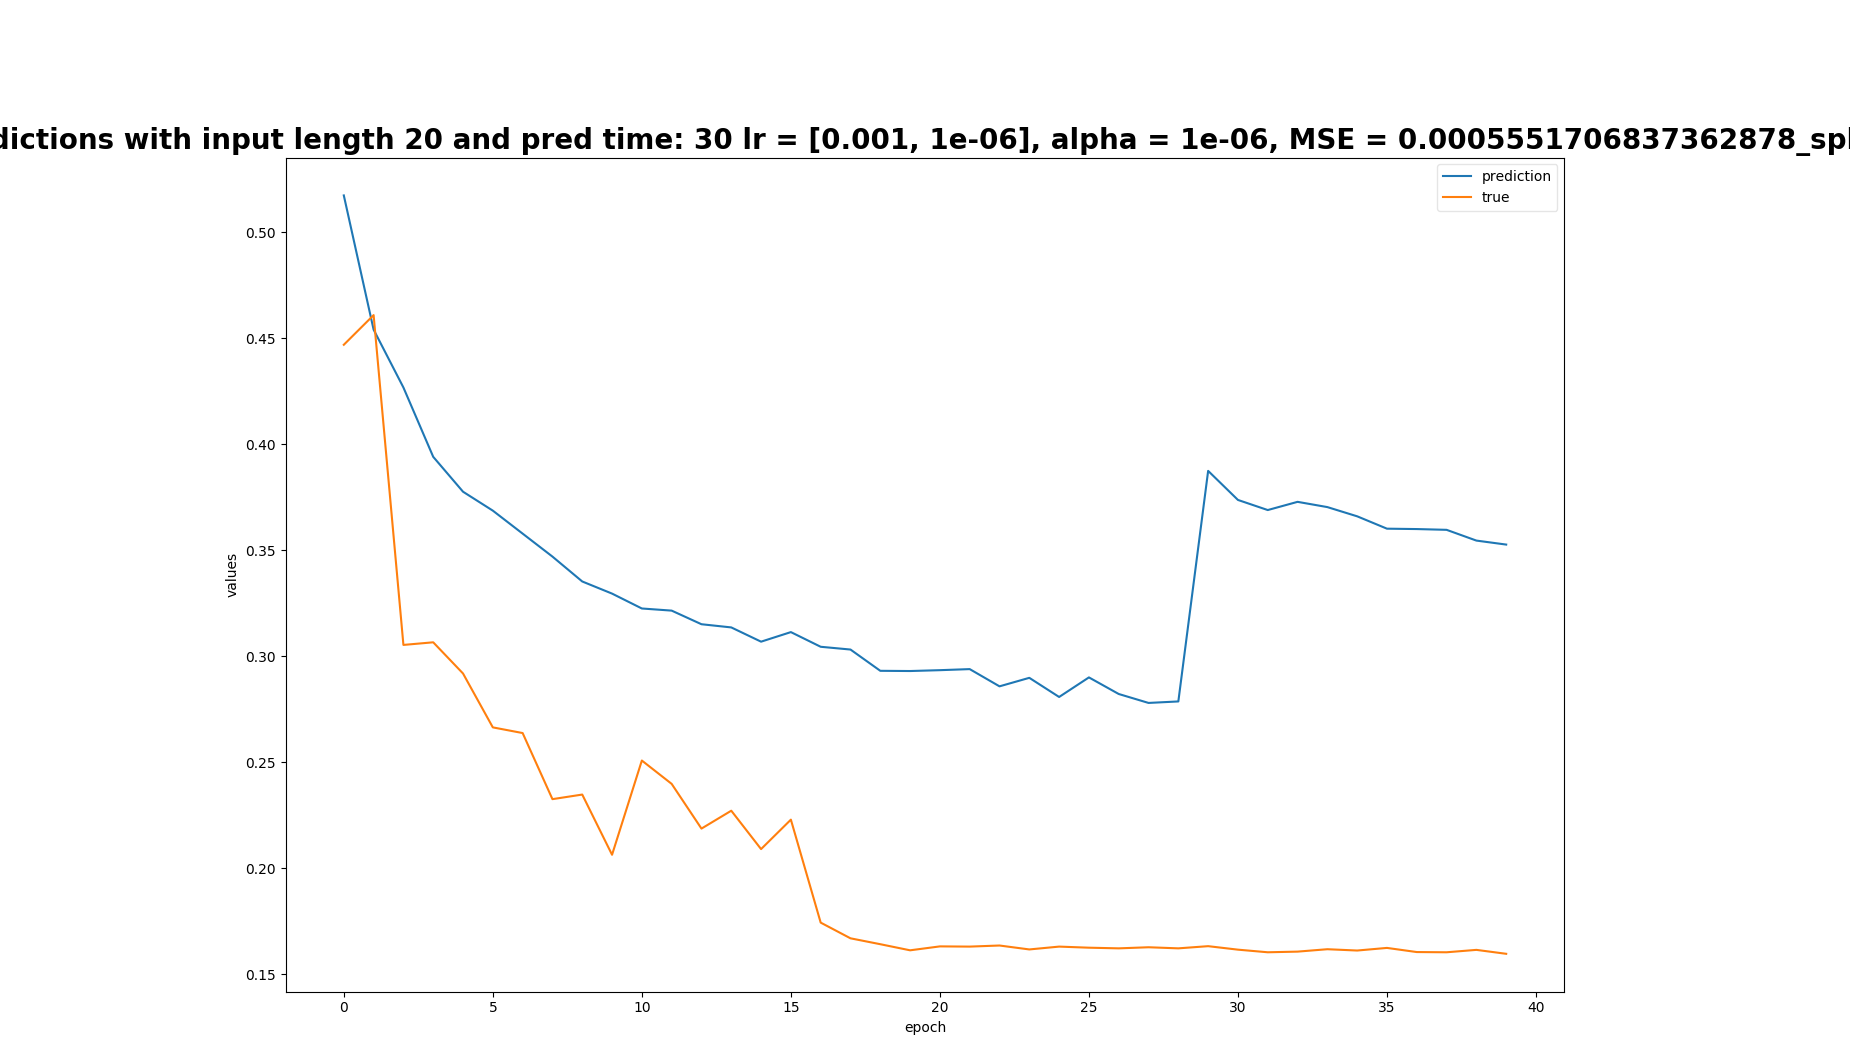 dictions with input length 20 and pred time: 30 lr = [0.001, 1e-06], alpha = 1e-06, MSE = 0.0005551706837362878_spl
prediction
true
0.50
0.45
0.40
0.35
0.30
0.25
0.20
0.15
values
0 5 10 15 20 25 30 35 40
epoch